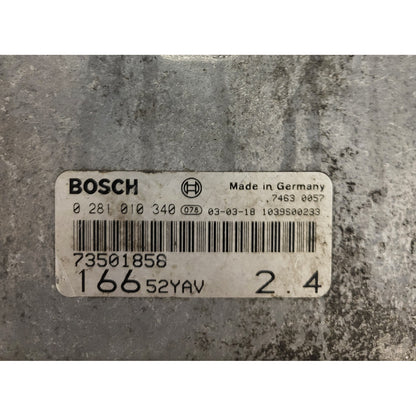 BOSCH Made in Germany
.7463 0057
0 281 010 340 078 03-03-18 1039S00233
73501858
166 52YAV 2.4